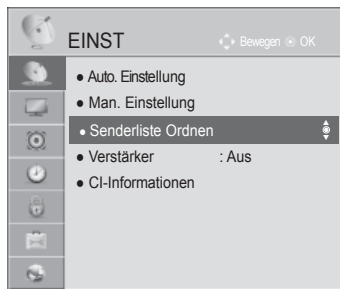 EINST
Bewegen OK
● Auto. Einstellung
● Man. Einstellung
● Senderliste Ordnen
● Verstärker : Aus
● CI-Informationen